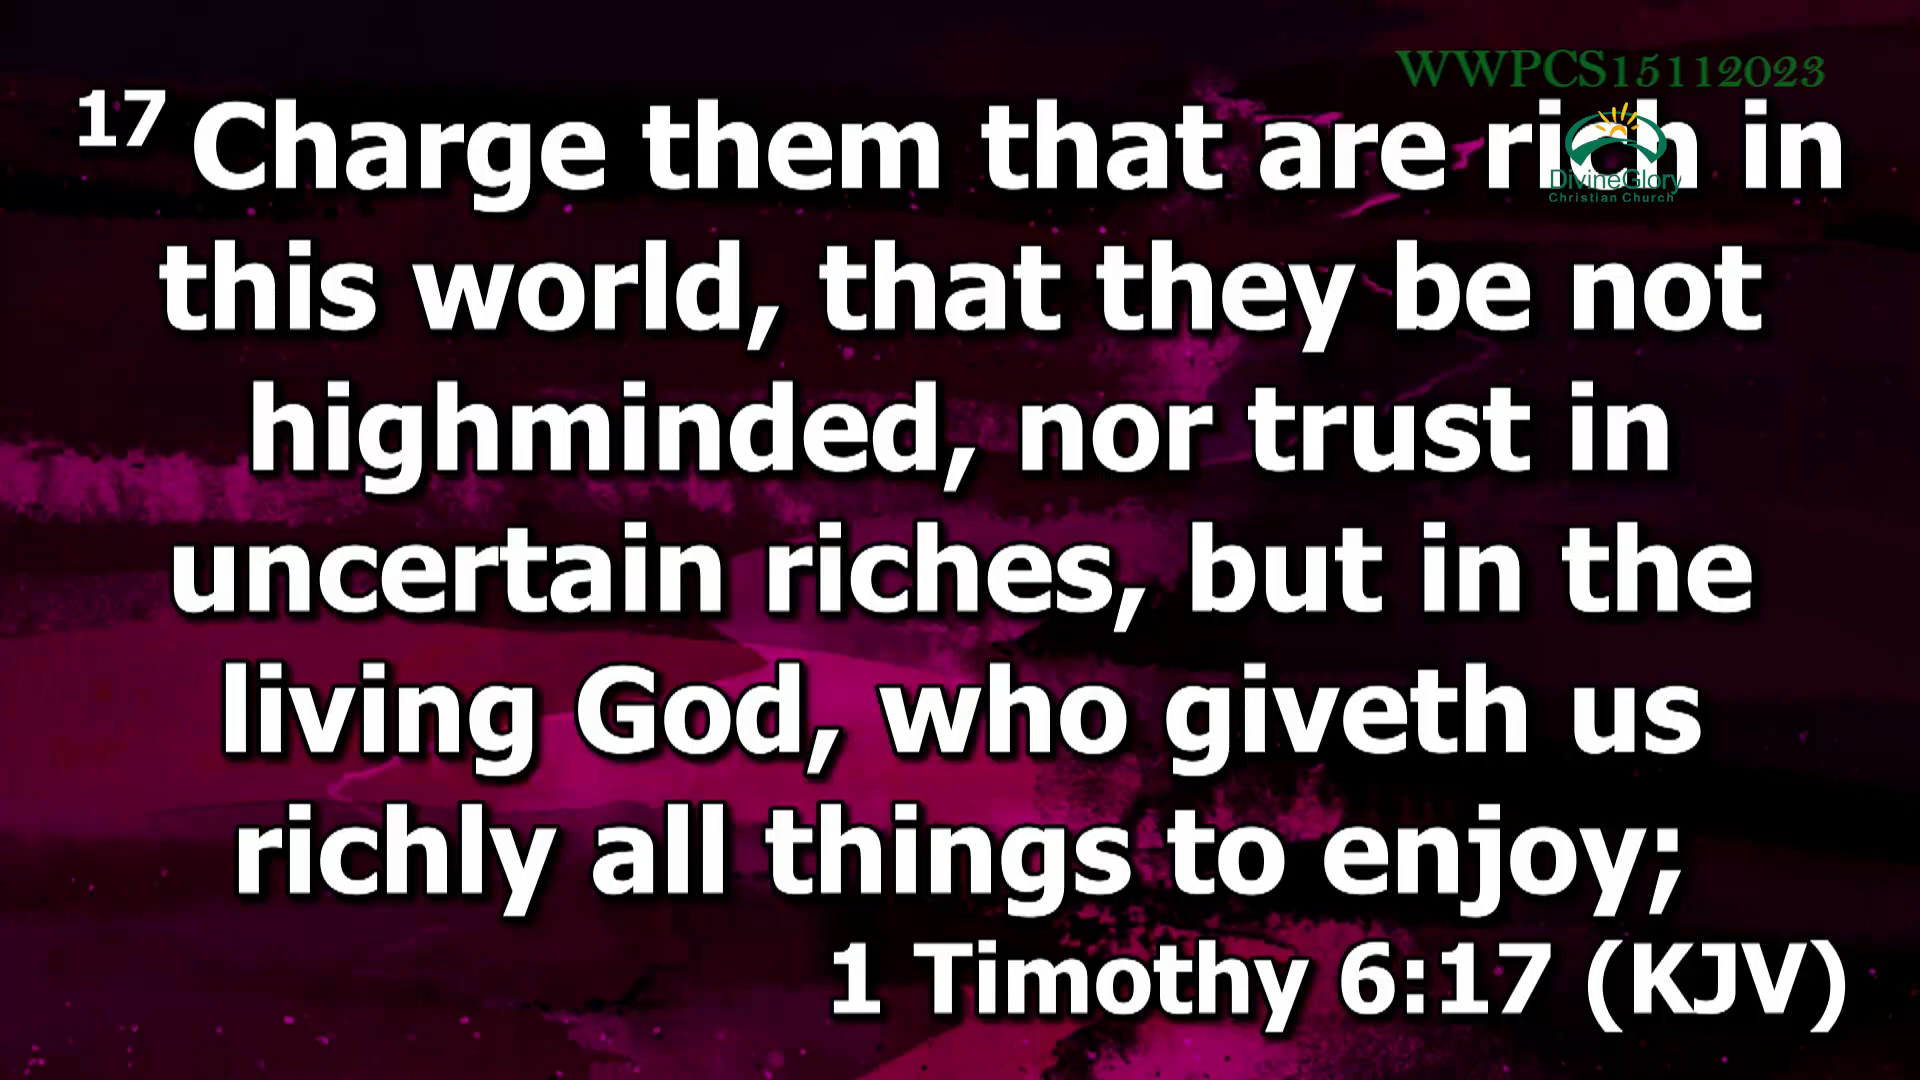 WWPCS15112023
17 Charge them that are rich in
DivineGlory
Christian Church
this world, that they be not
highminded, nor trust in
uncertain riches, but in the
living God, who giveth us
richly all things to enjoy;
1 Timothy 6:17 (KJV)